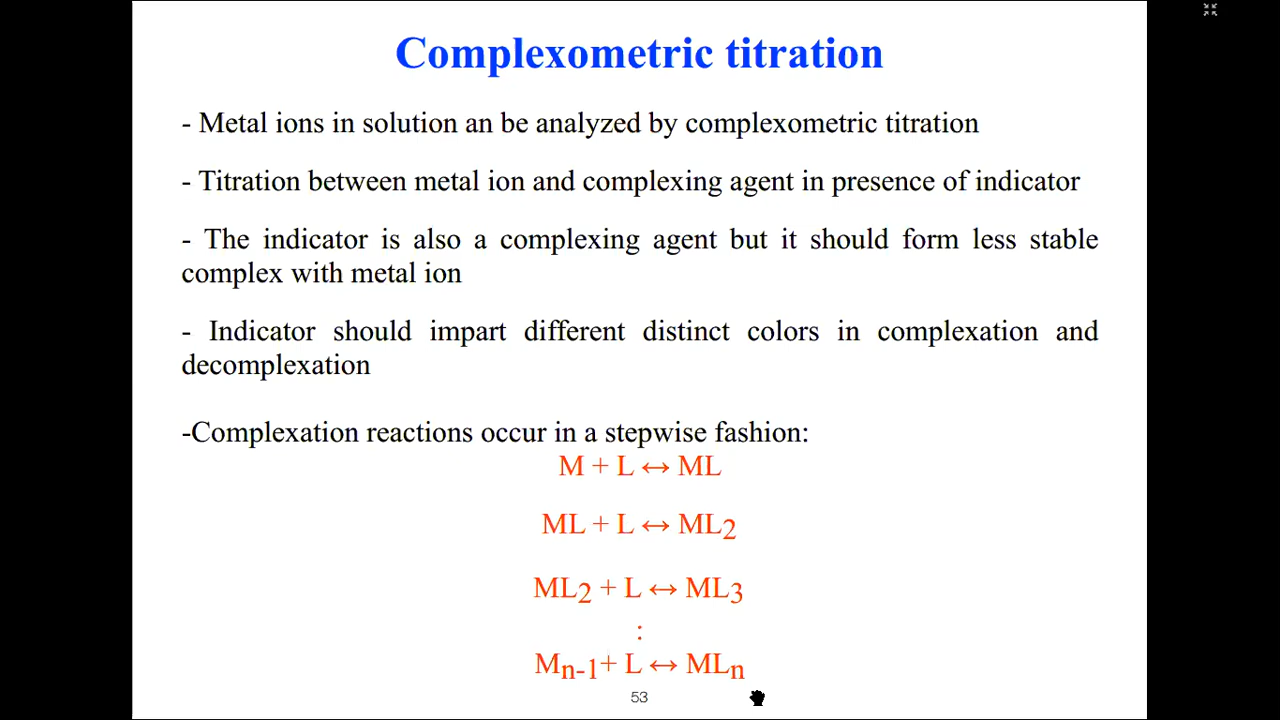 Complexometric titration
- Metal ions in solution an be analyzed by complexometric titration
- Titration between metal ion and complexing agent in presence of indicator
- The indicator is also a complexing agent but it should form less stable
complex with metal ion
- Indicator should impart different distinct colors in complexation and
decomplexation
-Complexation reactions occur in a stepwise fashion:
M + L ↔ ML
ML + L ↔ ML2
ML2 + L ↔ ML3
:
Mn-1+ L ↔ MLn
53